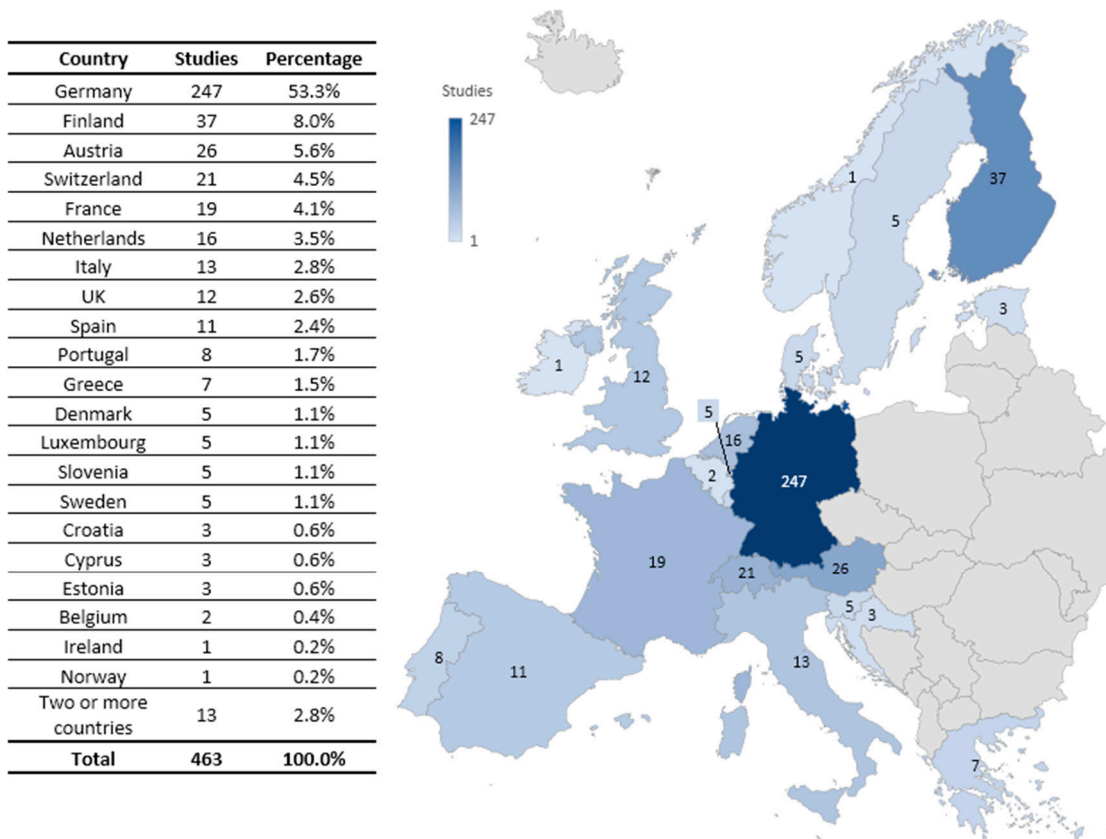 Country Studies Percentage
Germany 247 53.3%
Finland 37 8.0%
Austria 26 5.6%
Switzerland 21 4.5%
France 19 4.1%
Netherlands 16 3.5%
Italy 13 2.8%
UK 12 2.6%
Spain 11 2.4%
Portugal 8 1.7%
Greece 7 1.5%
Denmark 5 1.1%
Luxembourg 5 1.1%
Slovenia 5 1.1%
Sweden 5 1.1%
Croatia 3 0.6%
Cyprus 3 0.6%
Estonia 3 0.6%
Belgium 2 0.4%
Ireland 1 0.2%
Norway 1 0.2%
Two or more
countries 13 2.8%
Total 463 100.0%
Studies
247
1
1
37
5
3
5
1
12
5
16
2
247
19
21
26
5
3
13
8
11
7